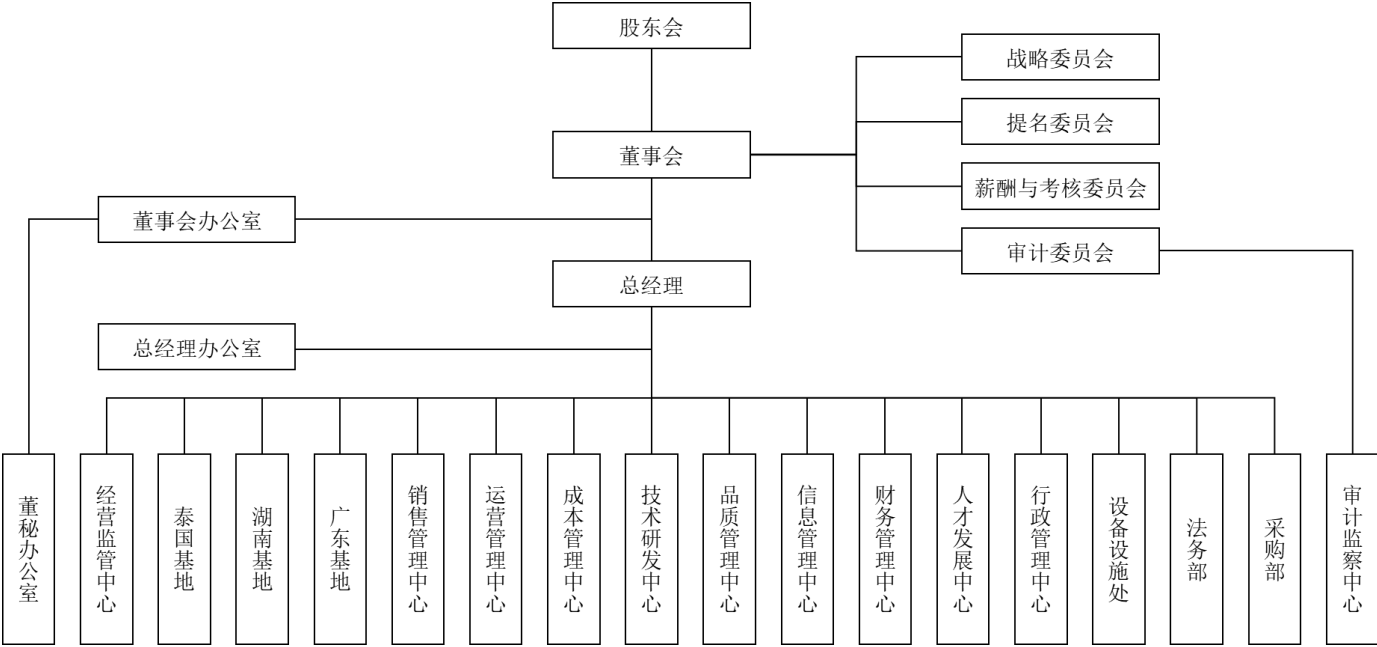 股东会
战略委员会
提名委员会
董事会
薪酬与考核委员会
董事会办公室
审计委员会
总经理
总经理办公室
董秘办公室
经营监管中心
泰国基地
湖南基地
广东基地
销售管理中心
运营管理中心
成本管理中心
技术研发中心
品质管理中心
信息管理中心
财务管理中心
人才发展中心
行政管理中心
设备设施处
法务部
采购部
审计监察中心